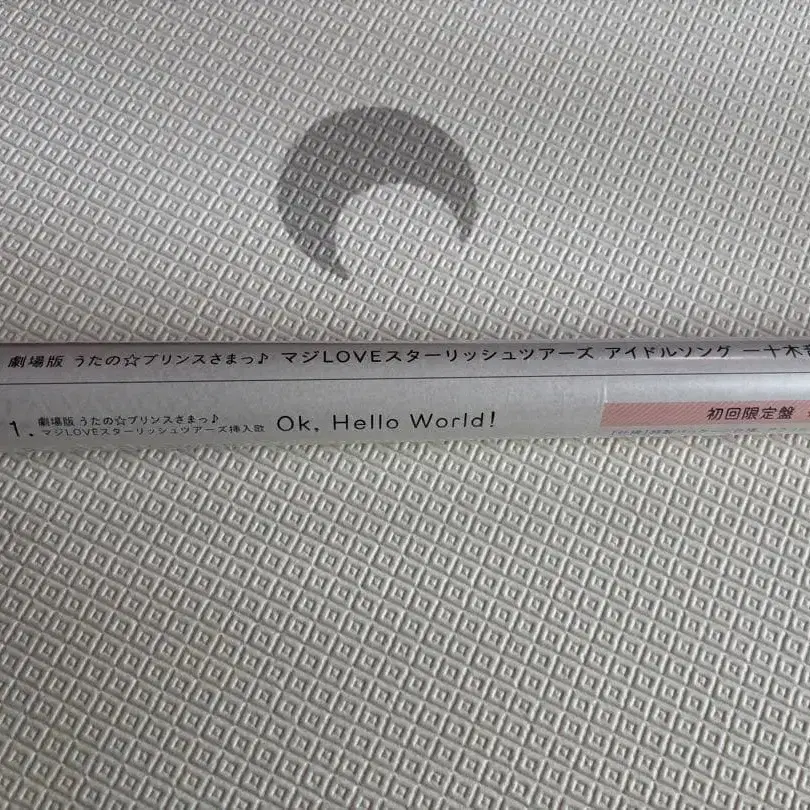 劇場版 うたの☆プリンスさまっ♪ マジLOVEスターリッシュツアーズ アイドルソング 一十木
1. 劇場版 うたの☆プリンスさまっ♪
マジLOVEスターリッシュツアーズ挿入歌 Ok, Hello World!
初回限定盤